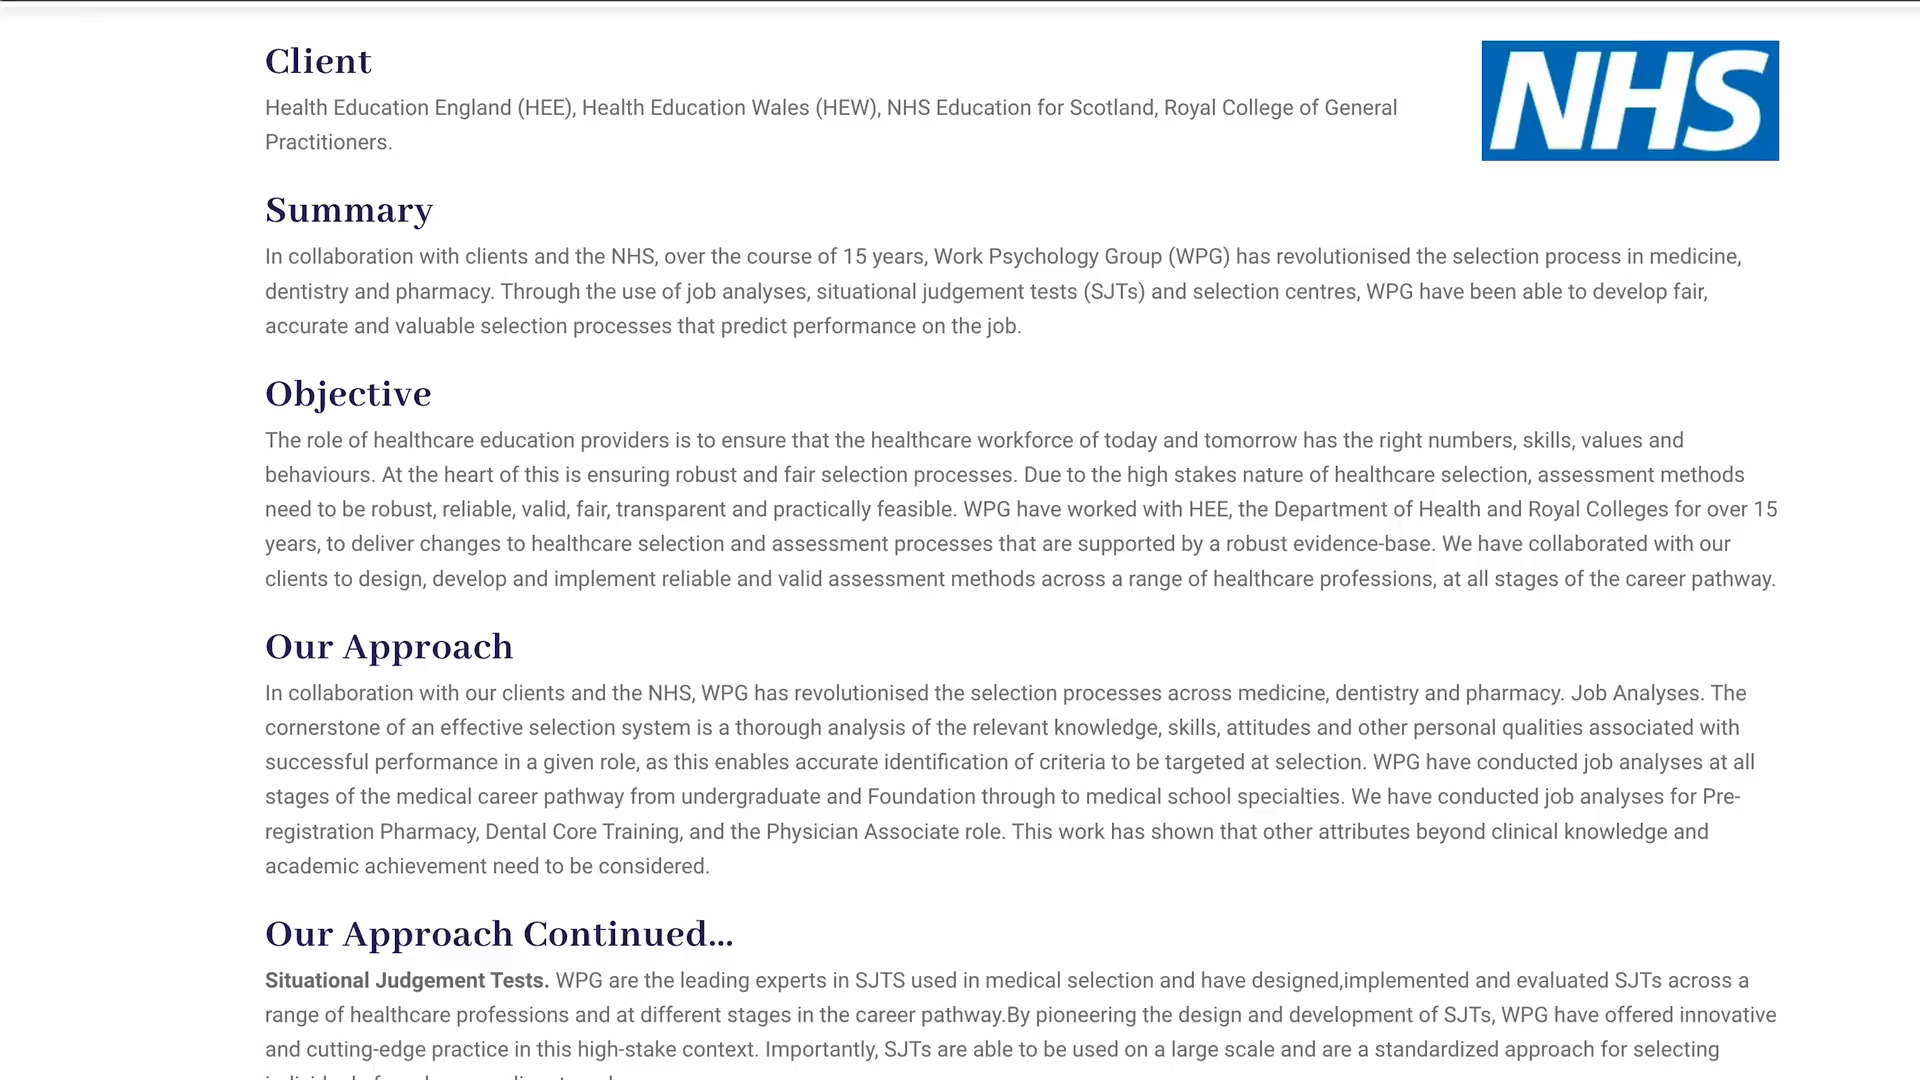 Client
NHS
Health Education England (HEE), Health Education Wales (HEW), NHS Education for Scotland, Royal College of General
Practitioners.
Summary
In collaboration with clients and the NHS, over the course of 15 years, Work Psychology Group (WPG) has revolutionised the selection process in medicine,
dentistry and pharmacy. Through the use of job analyses, situational judgement tests (SJTs) and selection centres, WPG have been able to develop fair,
accurate and valuable selection processes that predict performance on the job.
Objective
The role of healthcare education providers is to ensure that the healthcare workforce of today and tomorrow has the right numbers, skills, values and
behaviours. At the heart of this is ensuring robust and fair selection processes. Due to the high stakes nature of healthcare selection, assessment methods
need to be robust, reliable, valid, fair, transparent and practically feasible. WPG have worked with HEE, the Department of Health and Royal Colleges for over 15
years, to deliver changes to healthcare selection and assessment processes that are supported by a robust evidence-base. We have collaborated with our
clients to design, develop and implement reliable and valid assessment methods across a range of healthcare professions, at all stages of the career pathway.
Our Approach
In collaboration with our clients and the NHS, WPG has revolutionised the selection processes across medicine, dentistry and pharmacy. Job Analyses. The
cornerstone of an effective selection system is a thorough analysis of the relevant knowledge, skills, attitudes and other personal qualities associated with
successful performance in a given role, as this enables accurate identification of criteria to be targeted at selection. WPG have conducted job analyses at all
stages of the medical career pathway from undergraduate and Foundation through to medical school specialties. We have conducted job analyses for Pre-
registration Pharmacy, Dental Core Training, and the Physician Associate role. This work has shown that other attributes beyond clinical knowledge and
academic achievement need to be considered.
Our Approach Continued...
Situational Judgement Tests. WPG are the leading experts in SJTS used in medical selection and have designed,implemented and evaluated SJTs across a
range of healthcare professions and at different stages in the career pathway.By pioneering the design and development of SJTs, WPG have offered innovative
and cutting-edge practice in this high-stake context. Importantly, SJTs are able to be used on a large scale and are a standardized approach for selecting